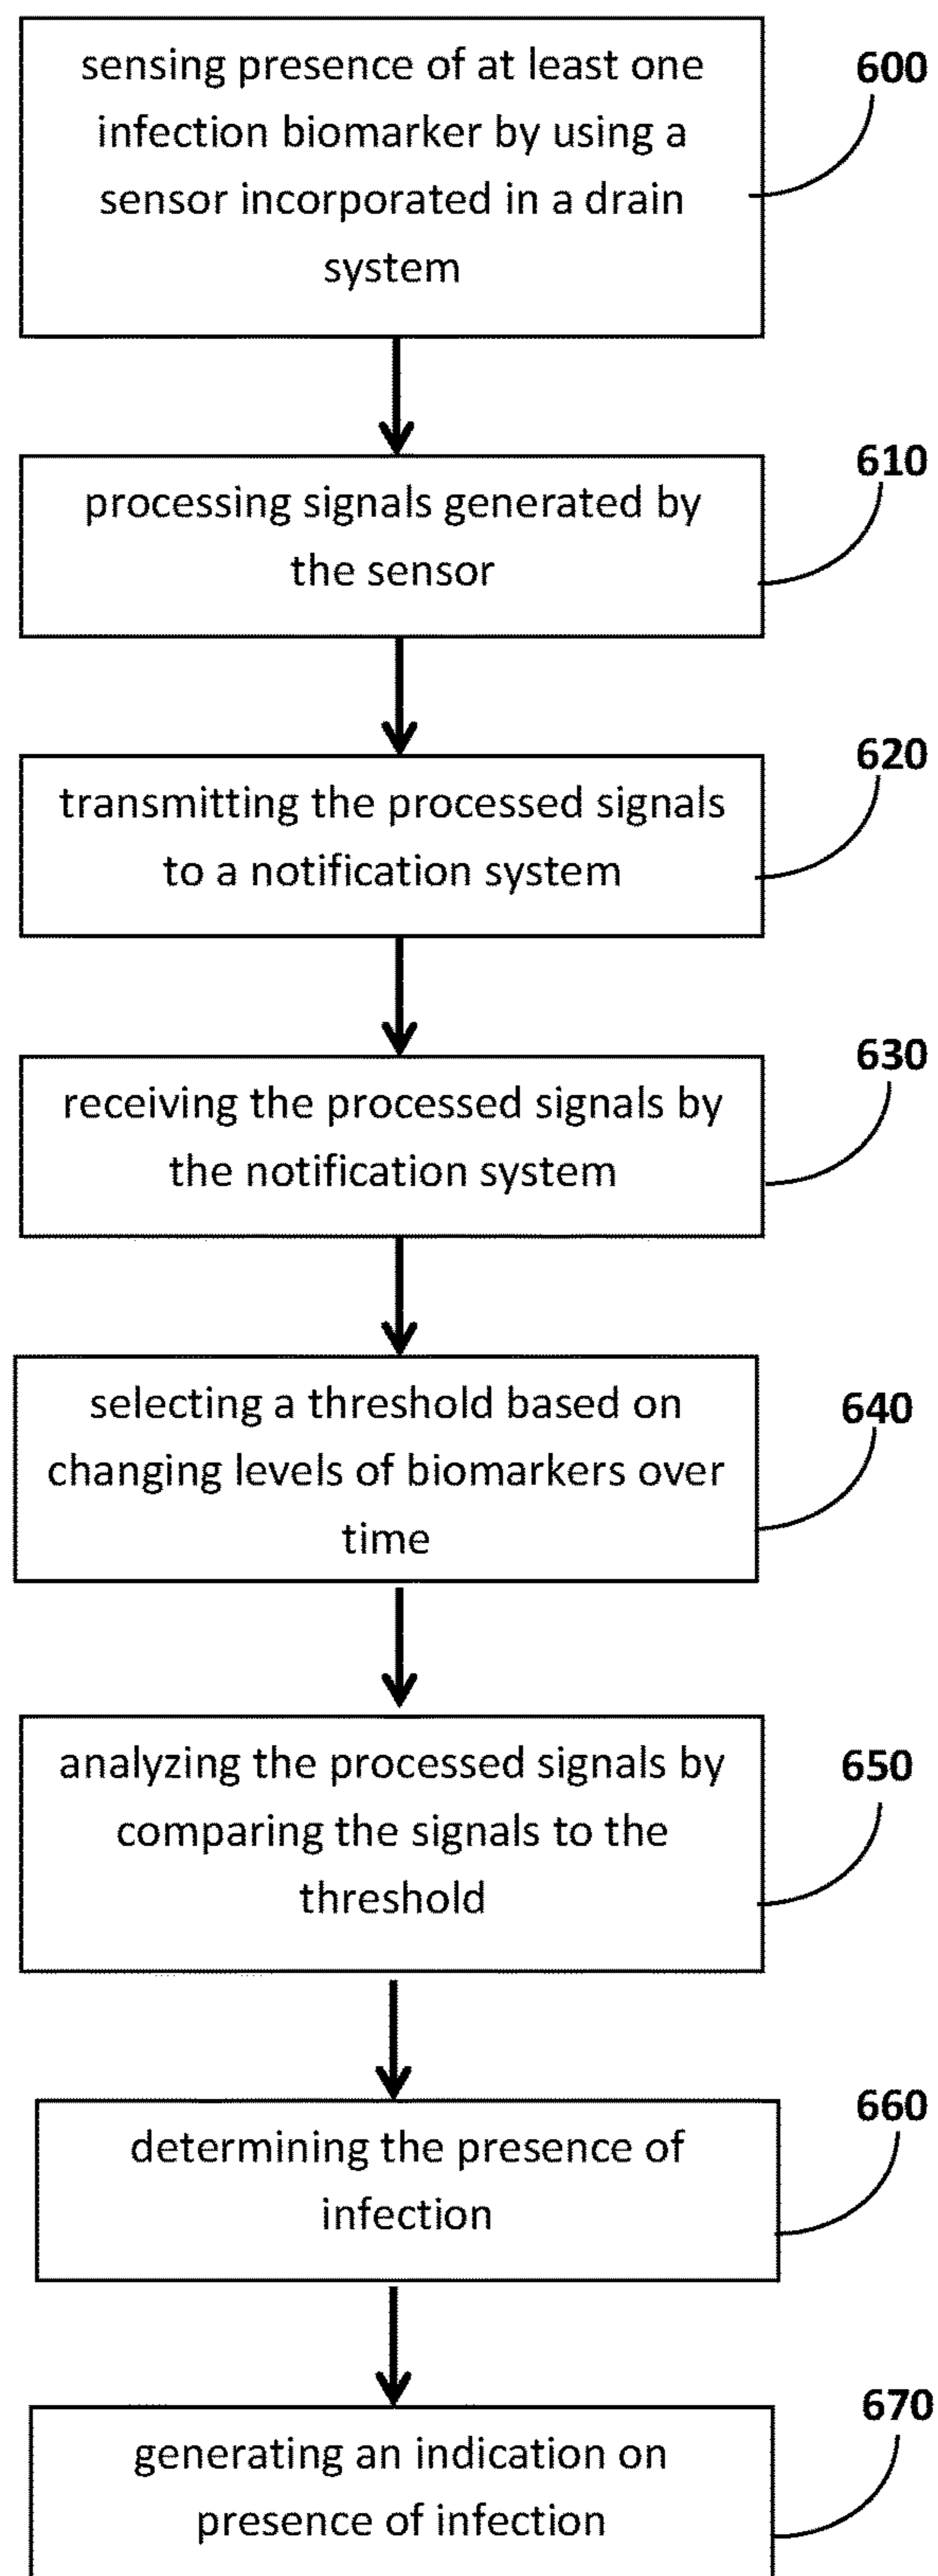 sensing presence of at least one
600
infection biomarker by using a
sensor incorporated in a drain
system
610
processing signals generated by
the sensor
620
transmitting the processed signals
to a notification system
630
receiving the processed signals by
the notification system
640
selecting a threshold based on
changing levels of biomarkers over
time
650
analyzing the processed signals by
comparing the signals to the
threshold
660
determining the presence of
infection
670
generating an indication on
presence of infection